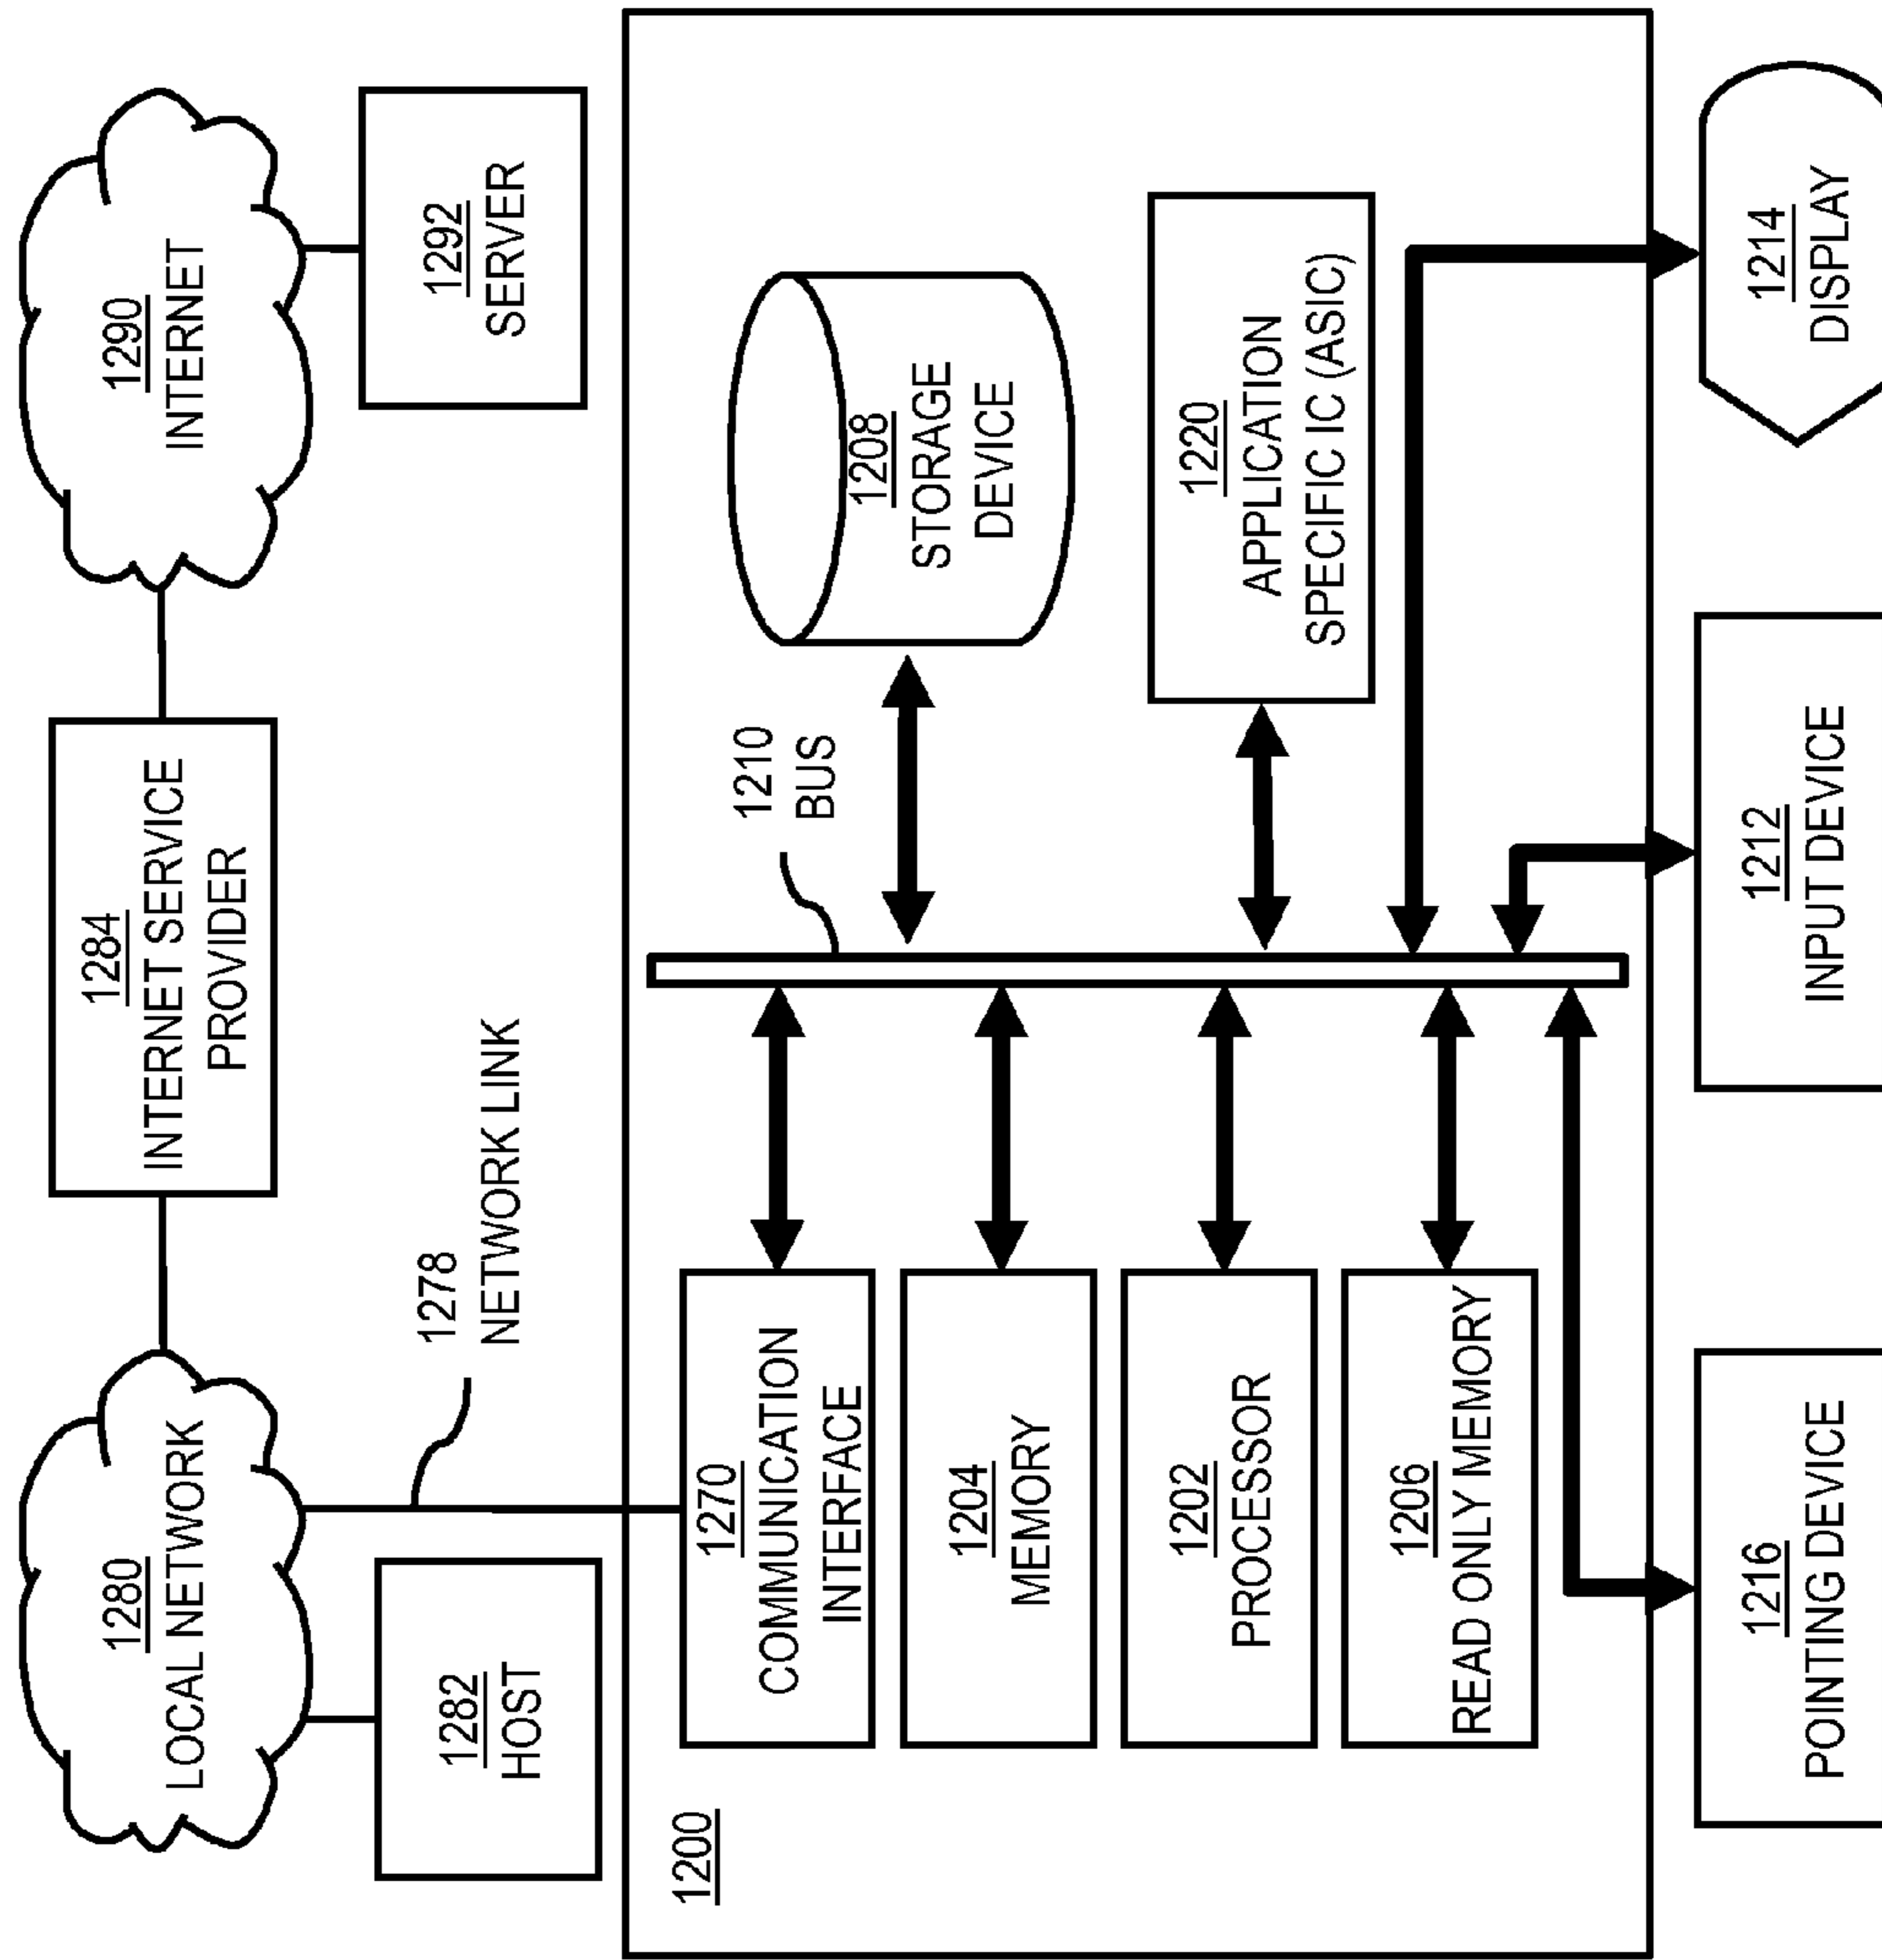 1280
LOCAL NETWORK
1284
INTERNET SERVICE
PROVIDER
1290
INTERNET
1282
HOST
1278
NETWORK LINK
1292
SERVER
1200
1270
COMMUNICATION
INTERFACE
1210
BUS
1208
STORAGE
DEVICE
1204
MEMORY
1202
PROCESSOR
1220
APPLICATION
SPECIFIC IC (ASIC)
1206
READ ONLY MEMORY
1216
POINTING DEVICE
1212
INPUT DEVICE
1214
DISPLAY